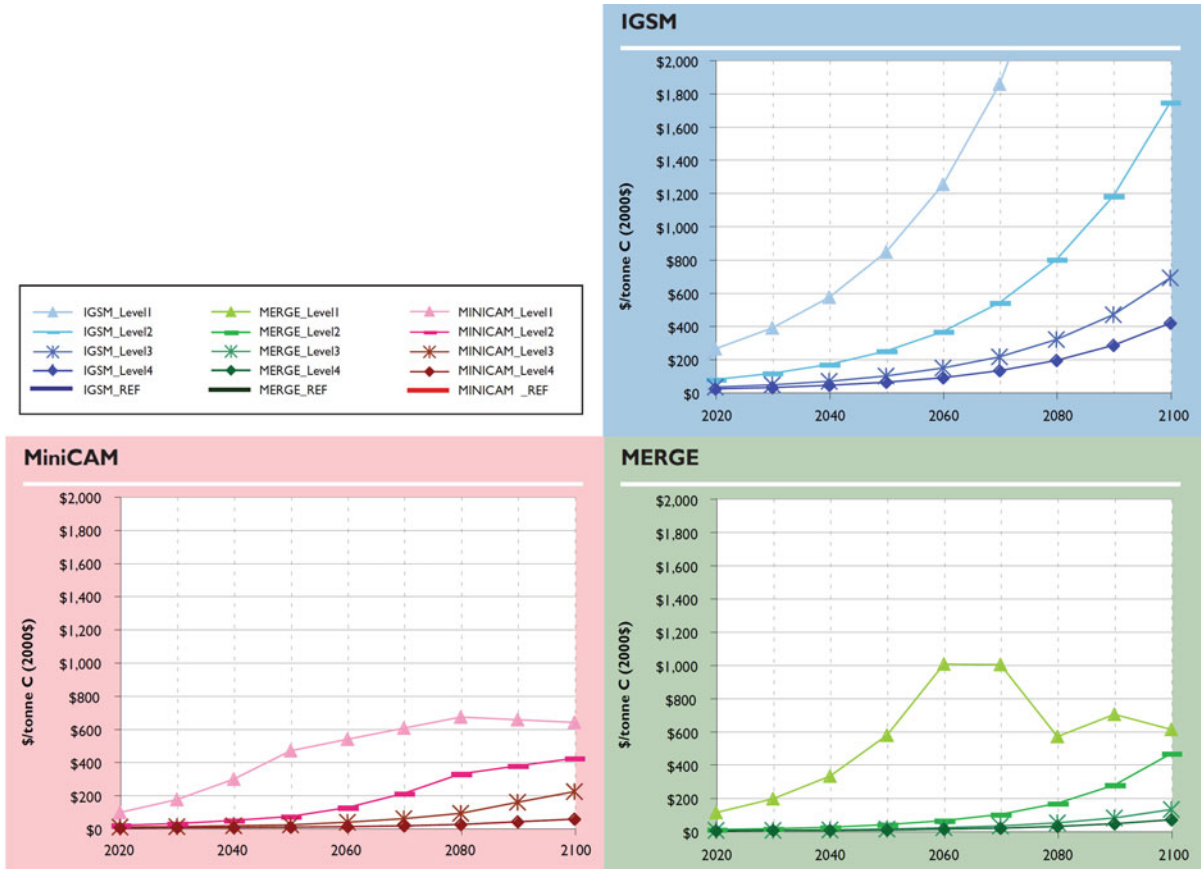 IGSM
$2,000
$1,800
$1,600
$1,400
$1,200
$1,000
$800
$600
$400
$200
$0
$/tonne C (2000$)
2020 2040 2060 2080 2100
IGSM_Level1 MERGE_Level1 MINICAM_Level1
IGSM_Level2 MERGE_Level2 MINICAM_Level2
IGSM_Level3 MERGE_Level3 MINICAM_Level3
IGSM_Level4 MERGE_Level4 MINICAM_Level4
IGSM_REF MERGE_REF MINICAM _REF
MiniCAM
$2,000
$1,800
$1,600
$1,400
$1,200
$1,000
$800
$600
$400
$200
$0
$/tonne C (2000$)
2020 2040 2060 2080 2100
MERGE
$2,000
$1,800
$1,600
$1,400
$1,200
$1,000
$800
$600
$400
$200
$0
$/tonne C (2000$)
2020 2040 2060 2080 2100